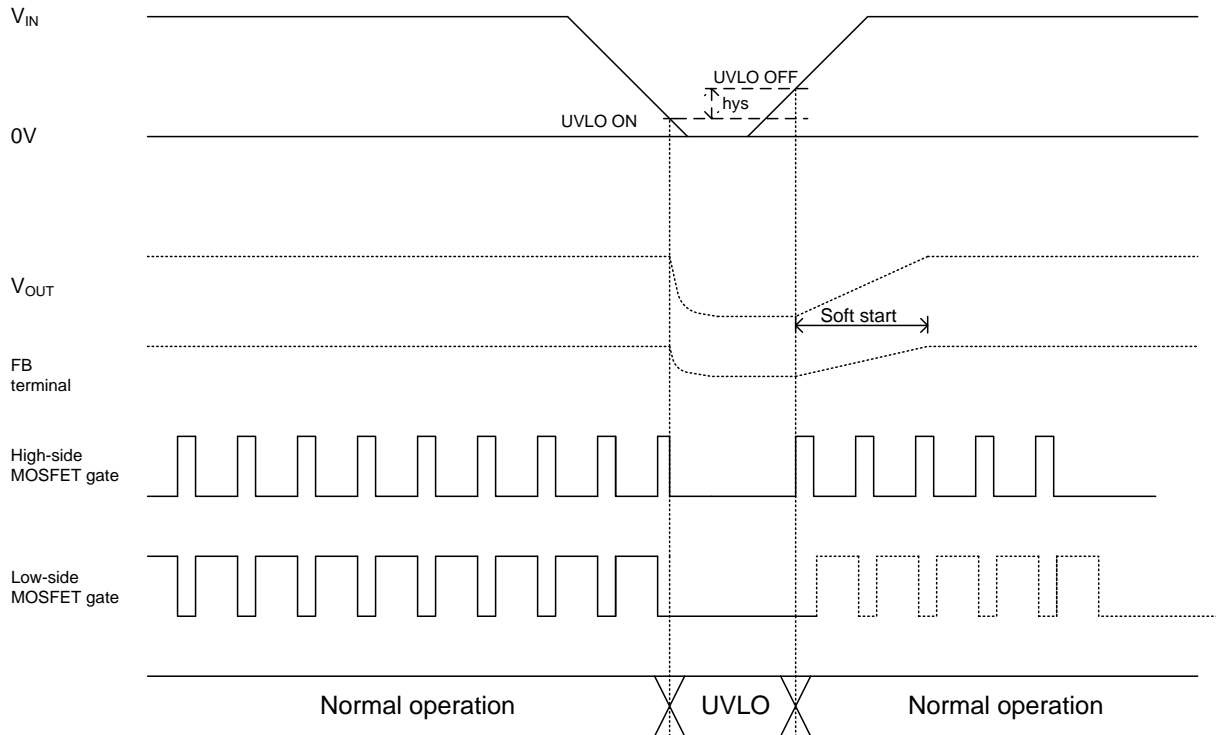 VIN
UVLO OFF
hys
UVLO ON
0V
VOUT
Soft start
FB
terminal
High-side
MOSFET gate
Low-side
MOSFET gate
Normal operation
UVLO
Normal operation